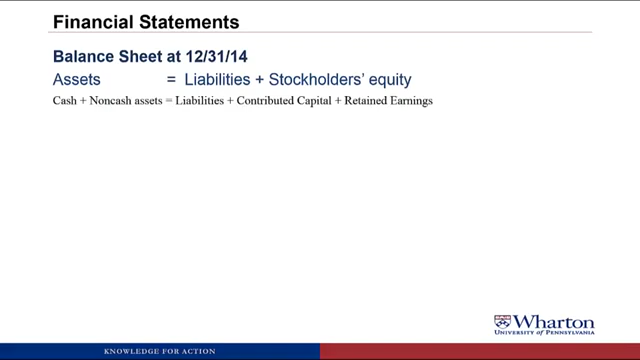 Financial Statements
Balance Sheet at 12/31/14
Assets = Liabilities + Stockholders' equity
Cash + Noncash assets = Liabilities + Contributed Capital + Retained Earnings
Wharton
UNIVERSITY of PENNSYLVANIA
KNOWLEDGE FOR ACTION